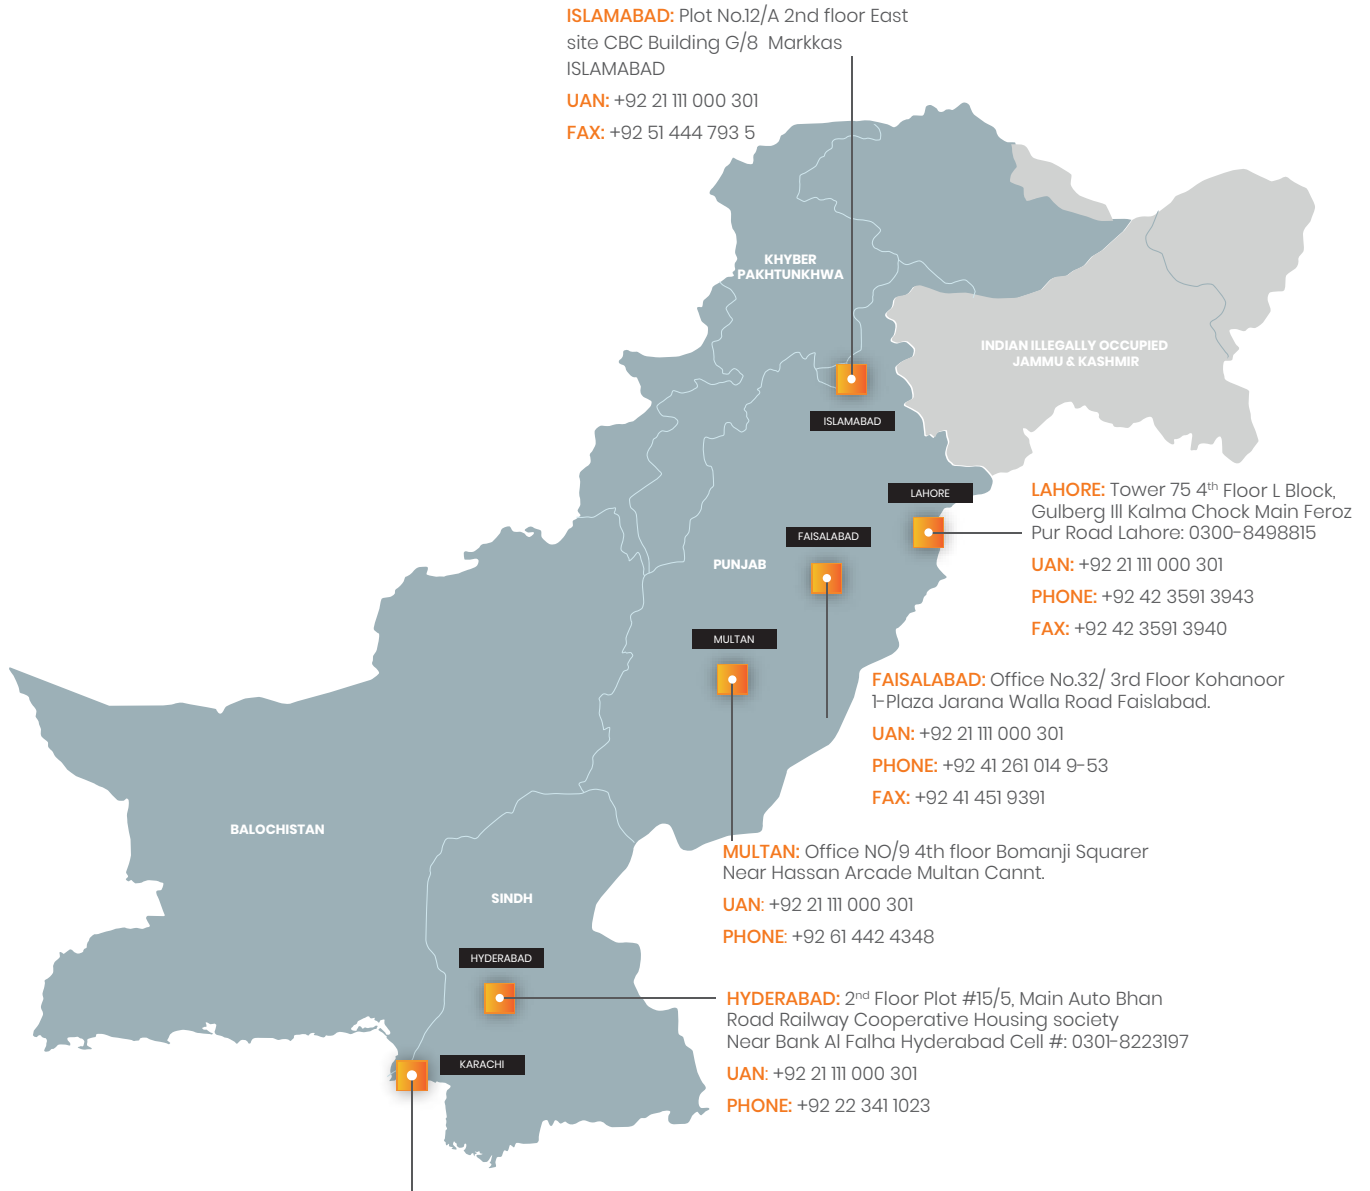 ISLAMABAD: Plot No.12/A 2nd floor East
site CBC Building G/8 Markkas
ISLAMABAD
UAN: +92 21 111 000 301
FAX: +92 51 444 793 5
KHYBER
PAKHTUNKHWA
INDIAN ILLEGALLY OCCUPIED
JAMMU & KASHMIR
ISLAMABAD
LAHORE
LAHORE: Tower 75 4th Floor L Block,
Gulberg Ill Kalma Chock Main Feroz
Pur Road Lahore: 0300-8498815
UAN: +92 21 111 000 301
PHONE: +92 42 3591 3943
FAX: +92 42 3591 3940
FAISALABAD
PUNJAB
MULTAN
FAISALABAD: Office No.32/ 3rd Floor Kohanoor
1-Plaza Jarana Walla Road Faislabad.
UAN: +92 21 111 000 301
PHONE: +92 41 261 014 9-53
FAX: +92 41 451 9391
BALOCHISTAN
MULTAN: Office NO/9 4th floor Bomanji Squarer
Near Hassan Arcade Multan Cannt.
UAN: +92 21 111 000 301
PHONE: +92 61 442 4348
SINDH
HYDERABAD
HYDERABAD: 2nd Floor Plot #15/5, Main Auto Bhan
Road Railway Cooperative Housing society
Near Bank Al Falha Hyderabad Cell #: 0301-8223197
UAN: +92 21 111 000 301
PHONE: +92 22 341 1023
KARACHI